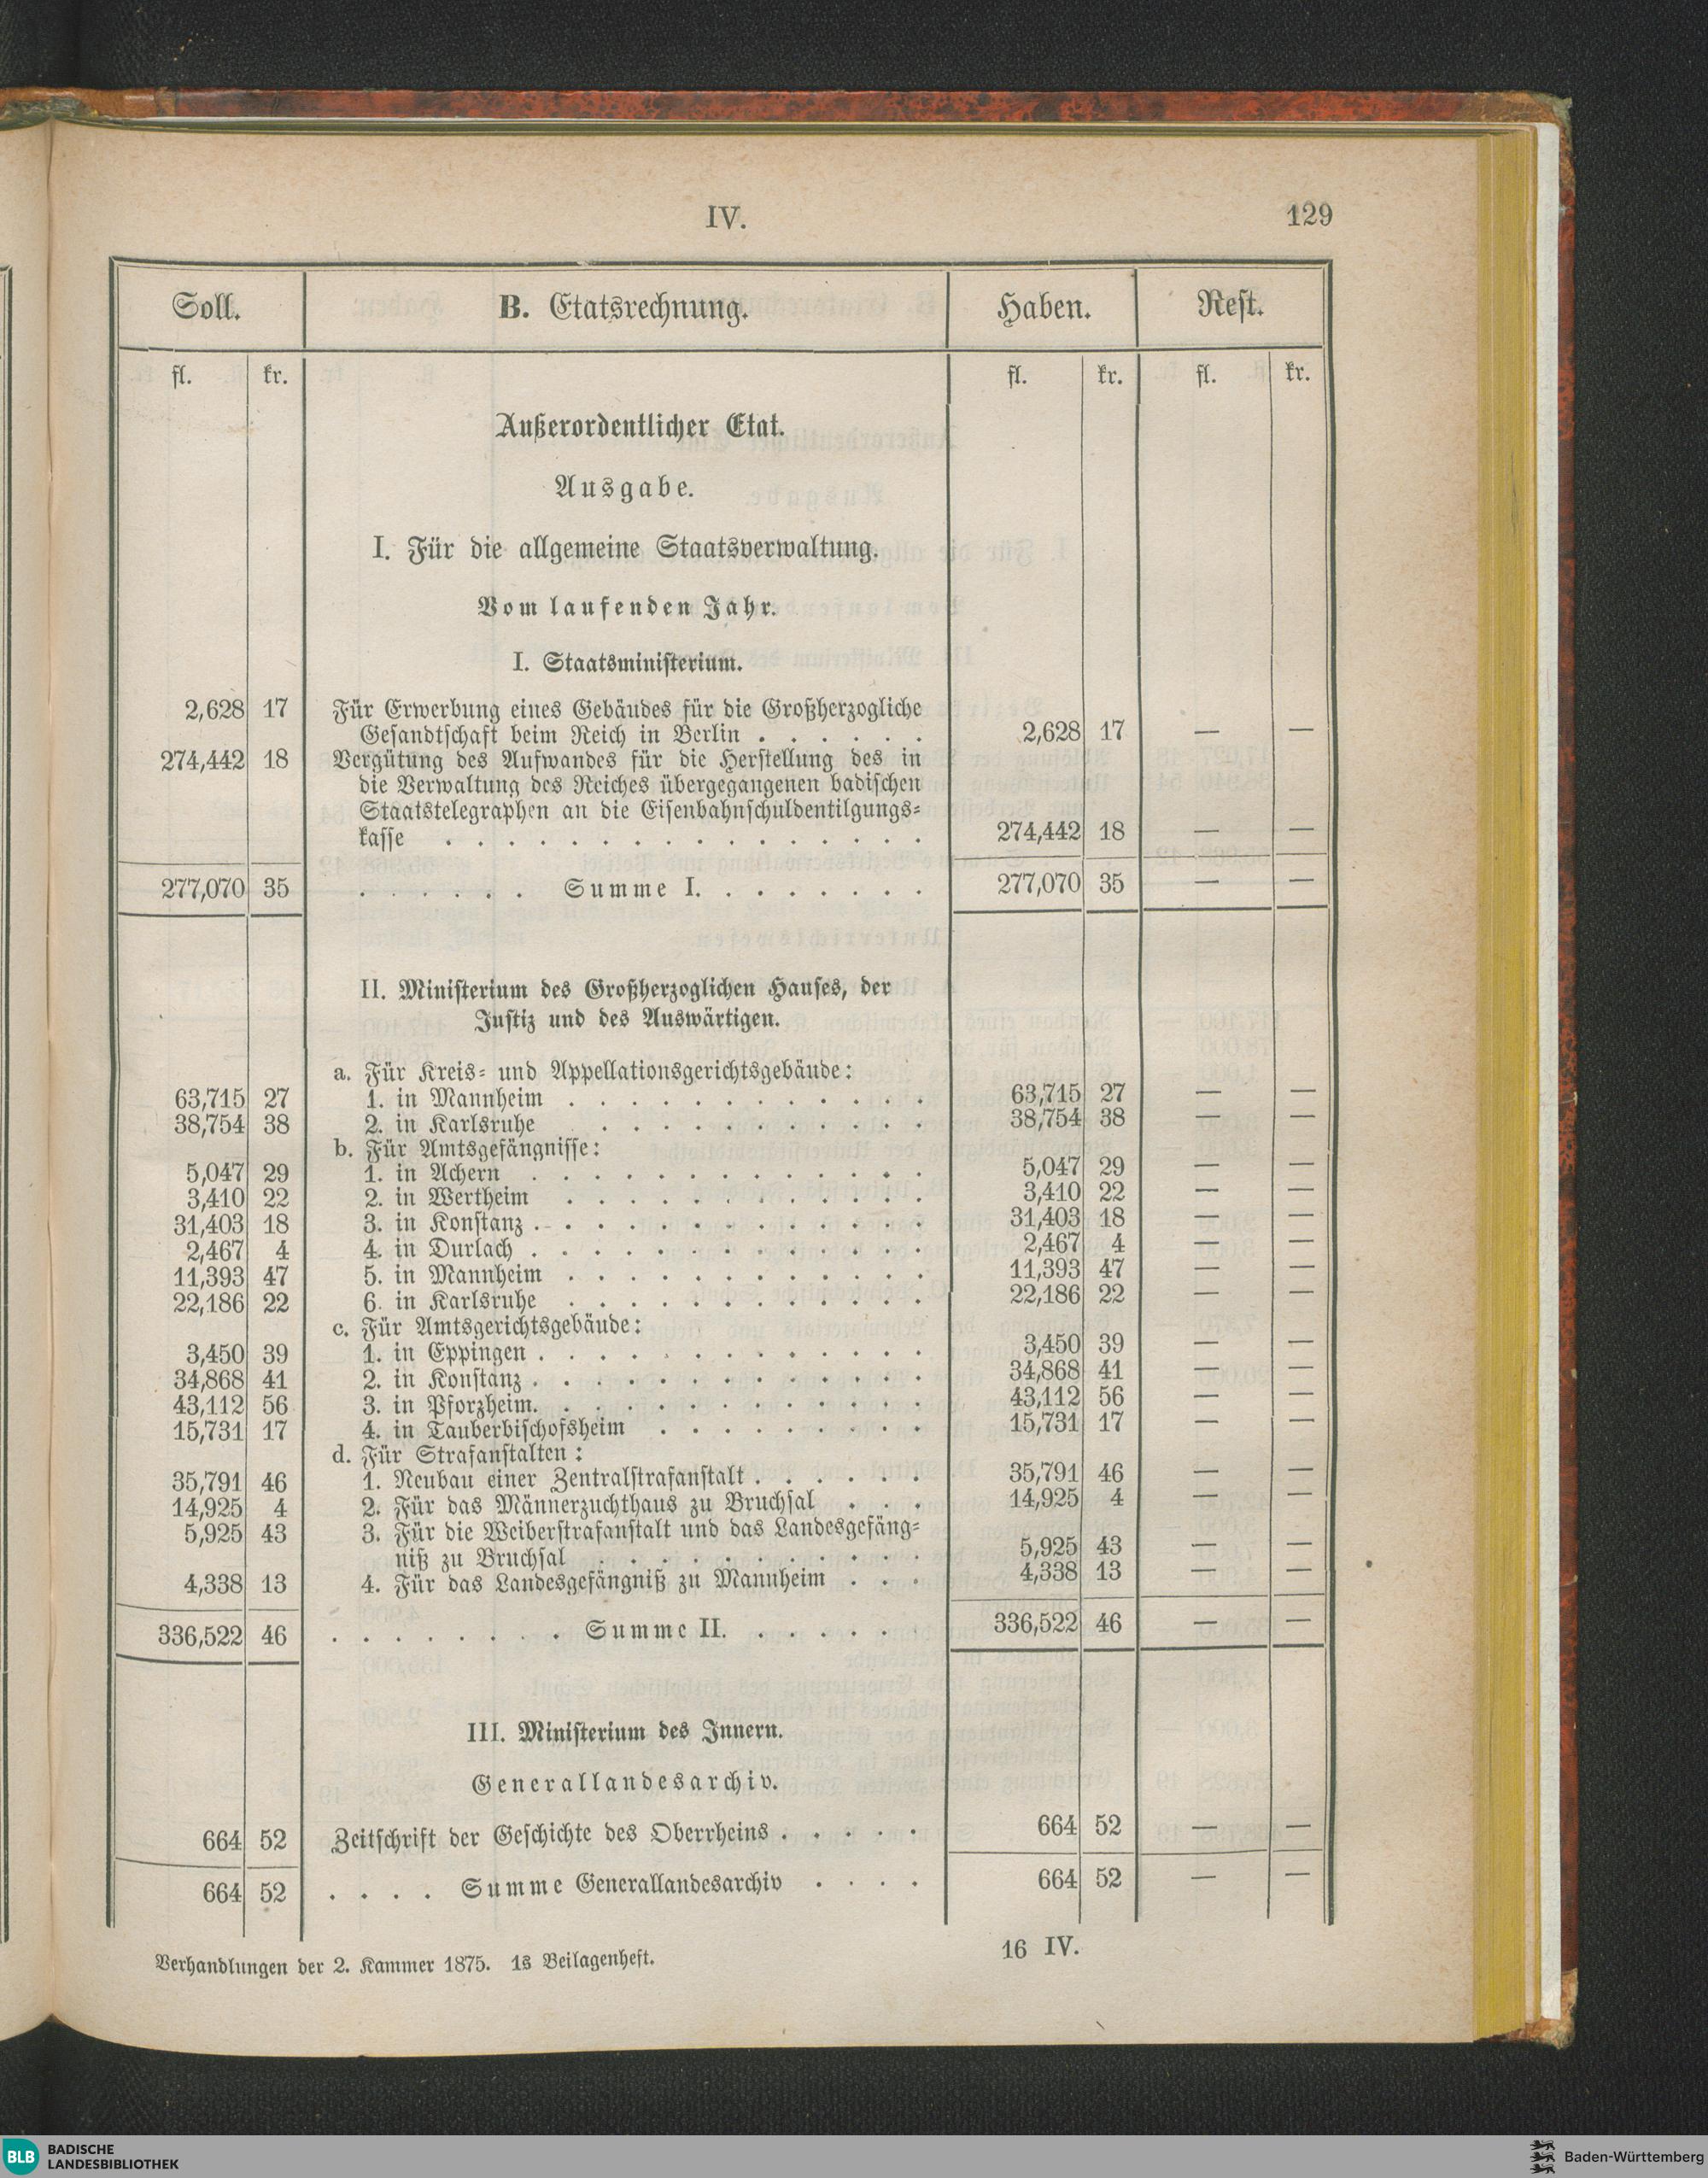 IV.
129
Soll. B. Etatsrechnung. Haben. Rest.
fl. kr. fl. kr. fl. kr.
Außerordentlicher Etat.
Ausgabe.
I. Für die allgemeine Staatsverwaltung.
Vom laufenden Jahr.
I. Staatsministerium.
2,628 17 Für Erwerbung eines Gebäudes für die Großherzogliche
Gesandtschaft beim Reich in Berlin . . . . . . 2,628 17 — —
274,442 18 Vergütung des Aufwandes für die Herstellung des in
die Verwaltung des Reiches übergegangenen badischen
Staatstelegraphen an die Eisenbahnschuldentilgungs-
kasse . . . . . . . . . . . . . . . 274,442 18 — —
277,070 35 . . . . . . Summe I. . . . . . . . 277,070 35 — —
II. Ministerium des Großherzoglichen Hauses, der
Justiz und des Auswärtigen.
a. Für Kreis- und Appellationsgerichtsgebäude:
63,715 27 1. in Mannheim . . . . . . . . . . . . 63,715 27 — —
38,754 38 2. in Karlsruhe . . . . . . . . . . . 38,754 38 — —
b. Für Amtsgefängnisse:
5,047 29 1. in Achern . . . . . . . . . . . . . 5,047 29 — —
3,410 22 2. in Wertheim . . . . . . . . . . . . 3,410 22 — —
31,403 18 3. in Konstanz . . . . . . . . . . . . . 31,403 18 — —
2,467 4 4. in Durlach . . . . . . . . . . . . . 2,467 4 — —
11,393 47 5. in Mannheim . . . . . . . . . . . . 11,393 47 — —
22,186 22 6. in Karlsruhe . . . . . . . . . . . . 22,186 22 — —
c. Für Amtsgerichtsgebäude:
3,450 39 1. in Eppingen . . . . . . . . . . . . . 3,450 39 — —
34,868 41 2. in Konstanz . . . . . . . . . . . . . 34,868 41 — —
43,112 56 3. in Pforzheim. . . . . . . . . . . . . 43,112 56 — —
15,731 17 4. in Tauberbischofsheim . . . . . . . . . 15,731 17 — —
d. Für Strafanstalten:
35,791 46 1. Neubau einer Zentralstrafanstalt . . . . . . 35,791 46 — —
14,925 4 2. Für das Männerzuchthaus zu Bruchsal . . . 14,925 4 — —
5,925 43 3. Für die Weiberstrafanstalt und das Landesgefäng-
niß zu Bruchsal . . . . . . . . . . . 5,925 43 — —
4,338 13 4. Für das Landesgefängniß zu Mannheim . . . 4,338 13 — —
336,522 46 . . . . . . . . Summe II. . . . . . . 336,522 46 — —
III. Ministerium des Innern.
Generallandesarchiv.
664 52 Zeitschrift der Geschichte des Oberrheins . . . . . 664 52 — —
664 52 . . . . Summe Generallandesarchiv . . . . 664 52 — —
Verhandlungen der 2. Kammer 1875. 1s Beilagenheft. 16 IV.
BLB BADISCHE
LANDESBIBLIOTHEK
Baden-Württemberg